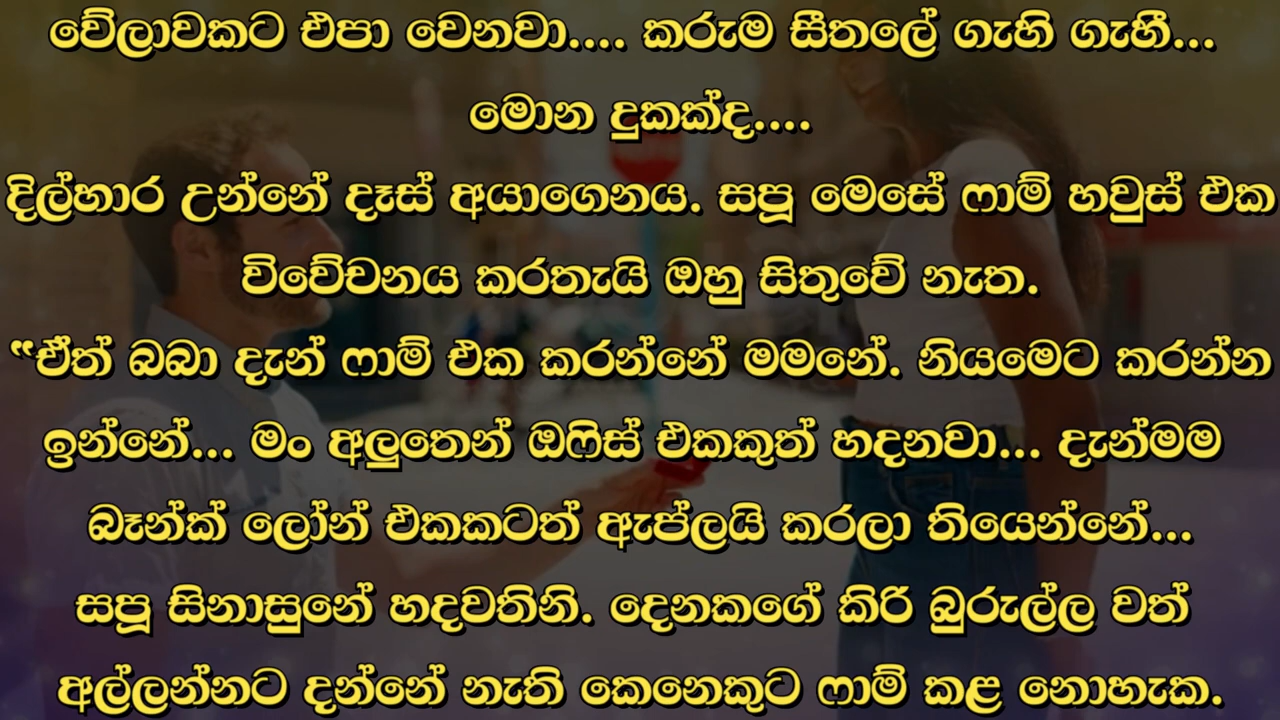 වේලාවකට එපා වෙනවා.... කරුම සීතලේ ගැහි ගැහී...
මොන දුකක්ද....
දිල්හාර උන්නේ දෑස් අයාගෙනය. සපූ මෙසේ ෆාම් හවුස් එක
විවේචනය කරතැයි ඔහු සිතුවේ නැත.
“ඒත් බබා දැන් ෆාම් එක කරන්නේ මමනේ. නියමෙට කරන්න
ඉන්නේ... මං අලුතෙන් ඔෆිස් එකකුත් හදනවා... දැන්මම
බෑන්ක් ලෝන් එකකටත් ඇප්ලයි කරලා තියෙන්නේ...
සපූ සිනාසුනේ හදවතිනි. දෙනකගේ කිරි බුරුල්ල වත්
අල්ලන්නට දන්නේ නැති කෙනෙකුට ෆාම් කළ නොහැක.